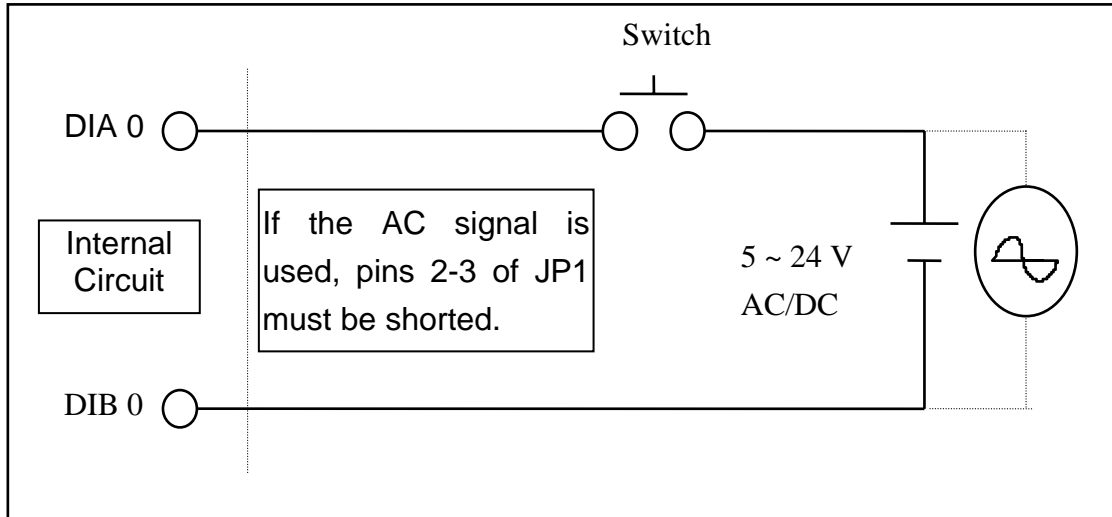 Switch
DIA 0
Internal
Circuit
If the AC signal is
used, pins 2-3 of JP1
must be shorted.
5 ~ 24 V
AC/DC
DIB 0